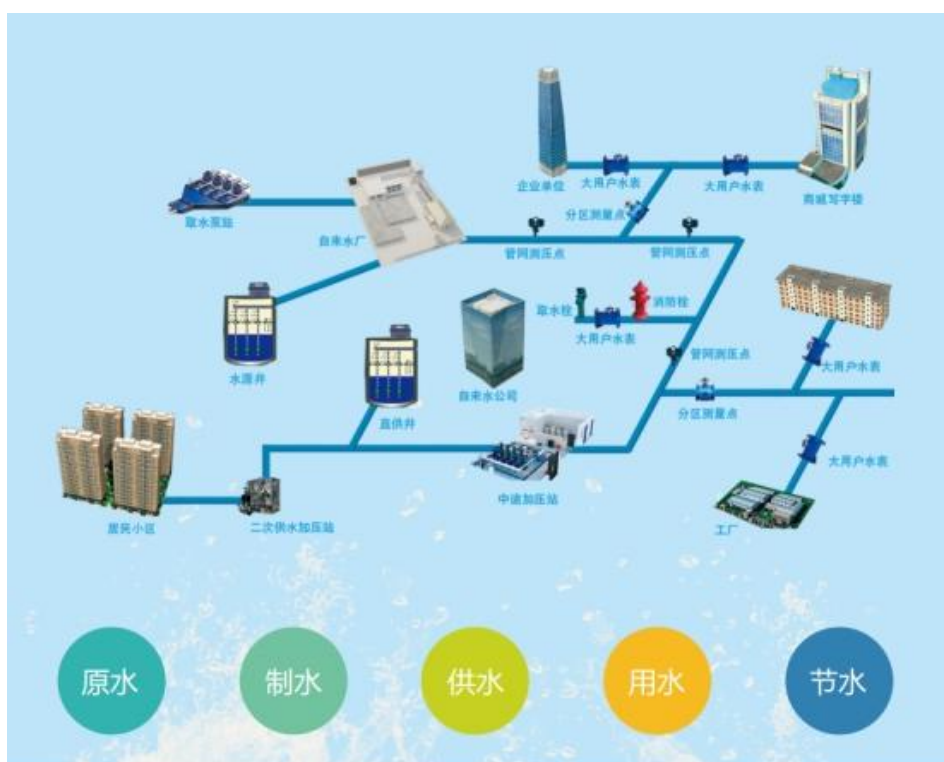 企业单位
大用户水表
大用户水表
商城写字楼
取水泵站
分区测量点
自来水厂
管网测压点
管网测压点
取水栓
消防栓
大用户水表
水源井
管网测压点
大用户水表
直供井
自来水公司
分区测量点
大用户水表
中途加压站
居民小区
二次供水加压站
工厂
原水
制水
供水
用水
节水